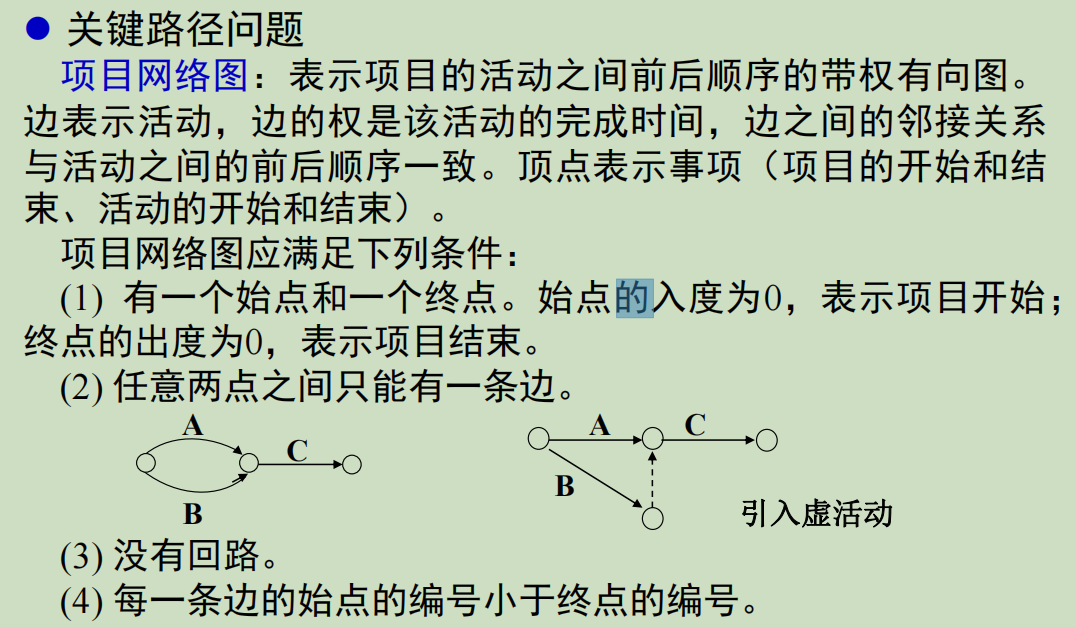 ● 关键路径问题
项目网络图：表示项目的活动之间前后顺序的带权有向图。
边表示活动，边的权是该活动的完成时间，边之间的邻接关系
与活动之间的前后顺序一致。顶点表示事项（项目的开始和结
束、活动的开始和结束）。
项目网络图应满足下列条件：
(1) 有一个始点和一个终点。始点的入度为0，表示项目开始；
终点的出度为0，表示项目结束。
(2) 任意两点之间只能有一条边。
A
C
B
A
C
B
引入虚活动
(3) 没有回路。
(4) 每一条边的始点的编号小于终点的编号。